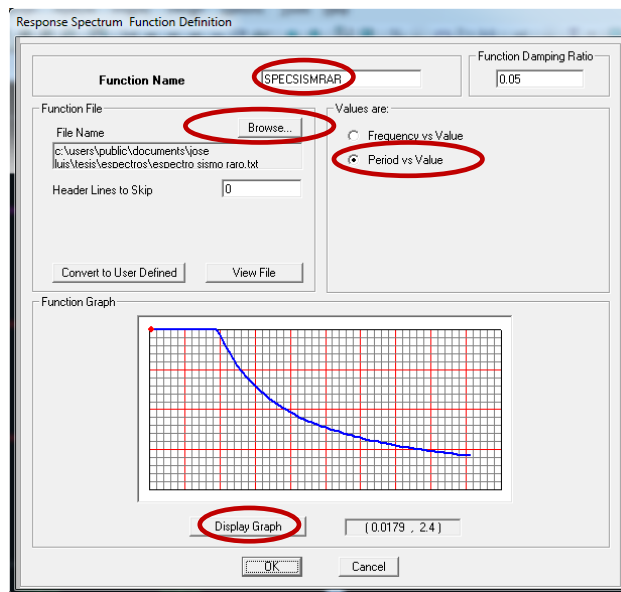 Response Spectrum Function Definition
Function Name
SPECSISMRAR
Function Damping Ratio
0.05
Function File
File Name
Browse...
c:\users\public\documents\jose
luis\tesis\espectros\espectro sismo raro.txt
Header Lines to Skip
0
Convert to User Defined
View File
Values are:
Frequency vs Value
Period vs Value
Function Graph
Display Graph
( 0.0179 , 2.4 )
OK
Cancel